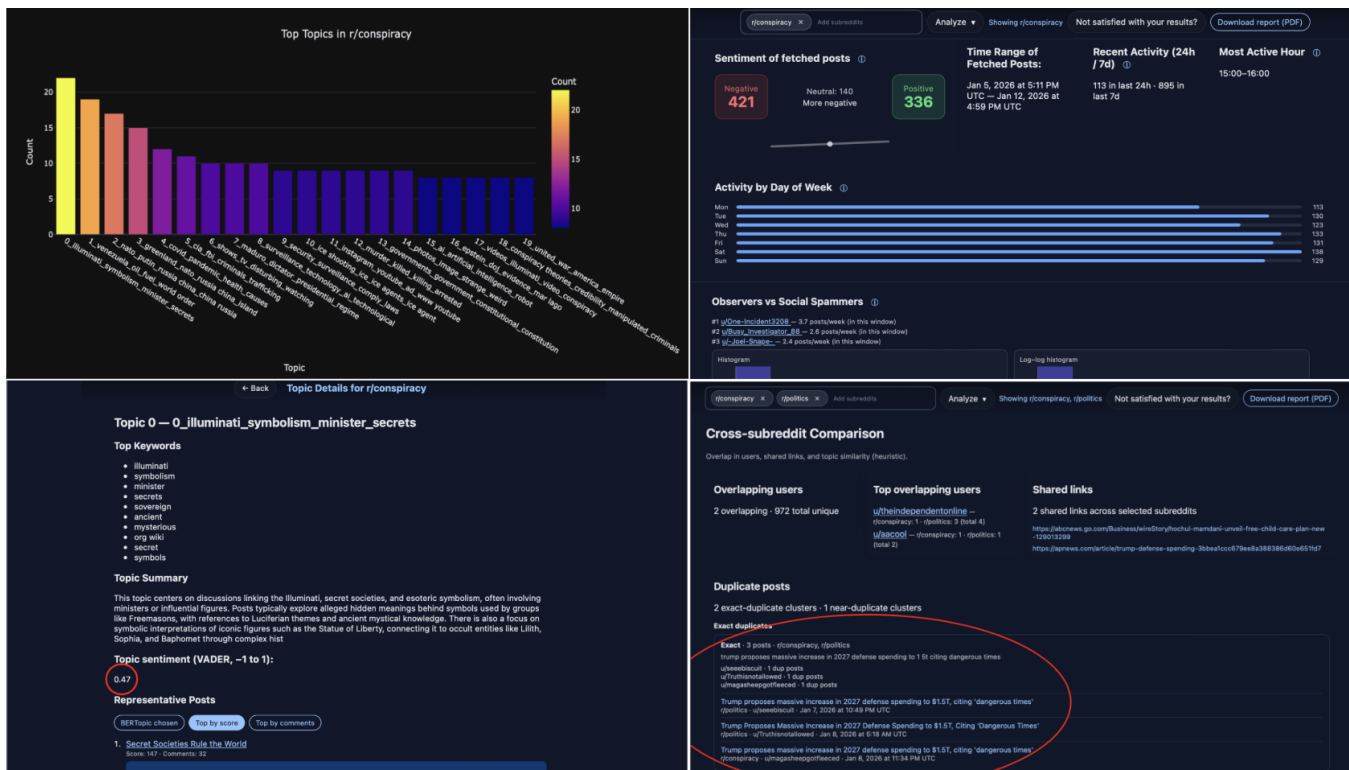 Top Topics in r/conspiracy
Count
20
15
10
5
0
0_illuminati_symbolism_minister_secrets
1_venezuela_oil_fuel_world order
2_nato_putin_russia china_china russia
3_greenland_nato_russia china_island
4_covid_pandemic_health_causes
5_cia_fbi_criminals_trafficking
6_shows_tv_disturbing_watching
7_maduro_dictator_presidential_regime
8_surveillance_technology_ai_technological
9_security_surveillance_comply_laws
10_ice shooting_ice_ice agents_ice agent
11_instagram_youtube_ad_www youtube
12_murder_killed_killing_arrested
13_governments_government_constitutional_constitution
14_photos_image_strange_weird
15_ai_artificial_intelligence_robot
16_epstein_doj_evidence_mar lago
17_videos_illuminati_video_conspiracy
18_conspiracy theories_credibility_manipulated_criminals
19_united_war_america_empire
Topic
Count
20
15
10
r/conspiracy ×
Add subreddits
Analyze ▾
Showing r/conspiracy
Not satisfied with your results?
Download report (PDF)
Sentiment of fetched posts ⓘ
Negative
421
Neutral: 140
More negative
Positive
336
Time Range of
Fetched Posts:
Jan 5, 2026 at 5:11 PM
UTC — Jan 12, 2026 at
4:59 PM UTC
Recent Activity (24h
/ 7d) ⓘ
113 in last 24h · 895 in
last 7d
Most Active Hour ⓘ
15:00–16:00
Activity by Day of Week ⓘ
Mon 113
Tue 130
Wed 123
Thu 133
Fri 131
Sat 138
Sun 129
Observers vs Social Spammers ⓘ
#1 u/One-Incident3208 — 3.7 posts/week (in this window)
#2 u/Busy_Investigator_88 — 2.6 posts/week (in this window)
#3 u/-Joel-Snape- — 2.4 posts/week (in this window)
Histogram
Log-log histogram
← Back
Topic Details for r/conspiracy
Topic 0 — 0_illuminati_symbolism_minister_secrets
Top Keywords
• illuminati
• symbolism
• minister
• secrets
• sovereign
• ancient
• mysterious
• org wiki
• secret
• symbols
Topic Summary
This topic centers on discussions linking the Illuminati, secret societies, and esoteric symbolism, often involving
ministers or influential figures. Posts typically explore alleged hidden meanings behind symbols used by groups
like Freemasons, with references to Luciferian themes and ancient mystical knowledge. There is also a focus on
symbolic interpretations of iconic figures such as the Statue of Liberty, connecting it to occult entities like Lilith,
Sophia, and Baphomet through complex hist
Topic sentiment (VADER, −1 to 1):
0.47
Representative Posts
BERTopic chosen
Top by score
Top by comments
1. Secret Societies Rule the World
Score: 147 · Comments: 32
r/conspiracy ×
r/politics ×
Add subreddits
Analyze ▾
Showing r/conspiracy, r/politics
Not satisfied with your results?
Download report (PDF)
Cross-subreddit Comparison
Overlap in users, shared links, and topic similarity (heuristic).
Overlapping users
2 overlapping · 972 total unique
Top overlapping users
u/theindependentonline —
r/conspiracy: 1 · r/politics: 3 (total 4)
u/aacool — r/conspiracy: 1 · r/politics: 1
(total 2)
Shared links
2 shared links across selected subreddits
https://abcnews.go.com/Business/wireStory/hochul-mamdani-unveil-free-child-care-plan-new
-129013299
https://apnews.com/article/trump-defense-spending-3bbea1ccc679ee8a388386d60e651fd7
Duplicate posts
2 exact-duplicate clusters · 1 near-duplicate clusters
Exact duplicates
Exact · 3 posts · r/conspiracy, r/politics
trump proposes massive increase in 2027 defense spending to 1 5t citing dangerous times
u/seeebiscuit · 1 dup posts
u/Truthisnotallowed · 1 dup posts
u/magasheepgotfleeced · 1 dup posts
Trump proposes massive increase in 2027 defense spending to $1.5T, citing 'dangerous times'
r/politics · u/seeebiscuit · Jan 7, 2026 at 10:49 PM UTC
Trump Proposes Massive Increase in 2027 Defense Spending to $1.5T, Citing 'Dangerous Times'
r/politics · u/Truthisnotallowed · Jan 8, 2026 at 5:18 AM UTC
Trump proposes massive increase in 2027 defense spending to $1.5T, citing 'dangerous times'
r/conspiracy · u/magasheepgotfleeced · Jan 8, 2026 at 11:34 PM UTC